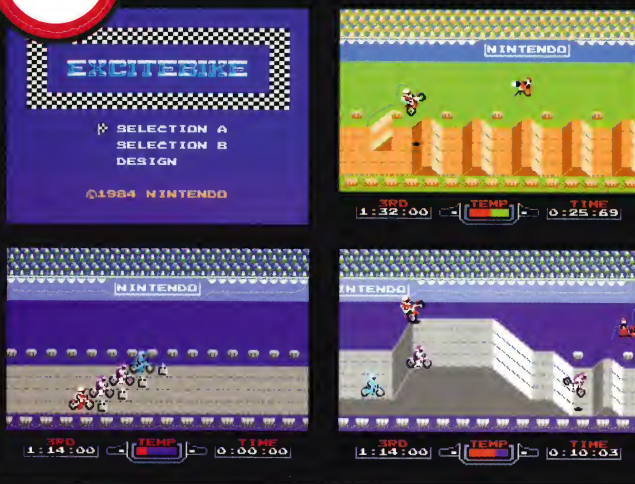 EXCITEBIKE
SELECTION A
SELECTION B
DESIGN
©1984 NINTENDO
NINTENDO
3RD TEMP TIME
1:32:00 0:25:69
NINTENDO
3RD TEMP TIME
1:14:00 0:00:00
NINTENDO
3RD TEMP TIME
1:14:00 0:10:03